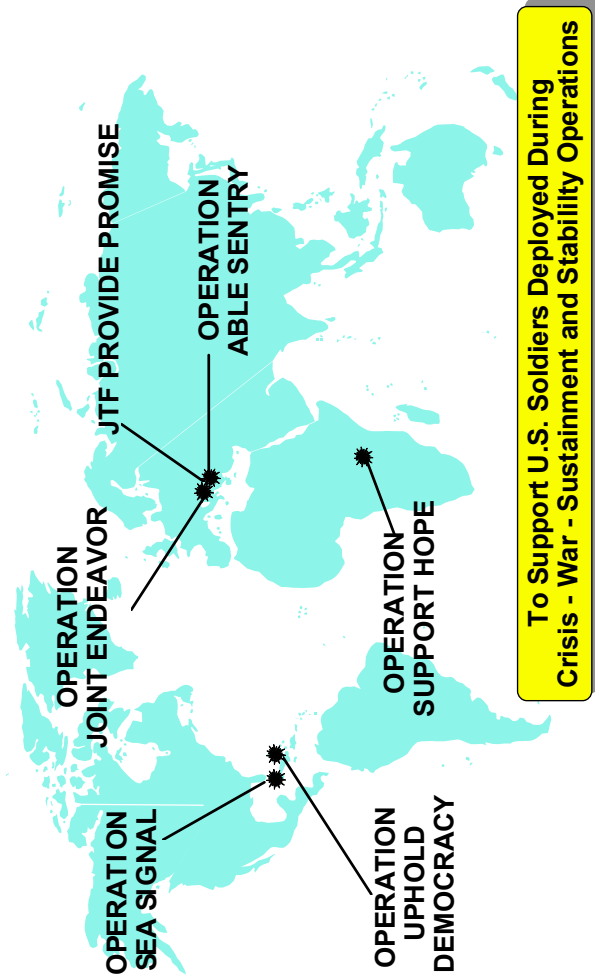 OPERATION
JOINT ENDEAVOR
JTF PROVIDE PROMISE
OPERATION
SEA SIGNAL
OPERATION
ABLE SENTRY
OPERATION
UPHOLD
DEMOCRACY
OPERATION
SUPPORT HOPE
To Support U.S. Soldiers Deployed During
Crisis - War - Sustainment and Stability Operations